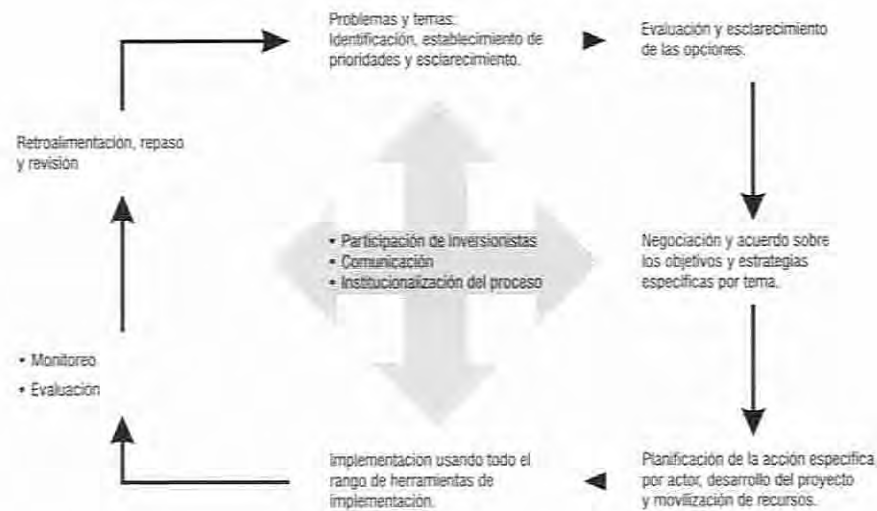 Problemas y temas:
Identificación, establecimiento de
prioridades y esclarecimiento.
Evaluación y esclarecimiento
de las opciones.
Retroalimentación, repaso
y revisión
• Participación de inversionistas
• Comunicación
• Institucionalización del proceso
Negociación y acuerdo sobre
los objetivos y estrategias
específicas por tema.
• Monitoreo
• Evaluación
Implementación usando todo el
rango de herramientas de
implementación.
Planificación de la acción específica
por actor, desarrollo del proyecto
y movilización de recursos.